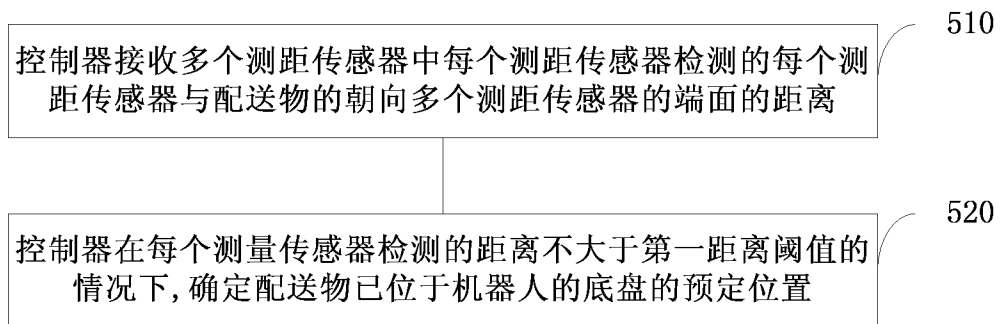 510
控制器接收多个测距传感器中每个测距传感器检测的每个测
距传感器与配送物的朝向多个测距传感器的端面的距离
520
控制器在每个测量传感器检测的距离不大于第一距离阈值的
情况下,确定配送物已位于机器人的底盘的预定位置